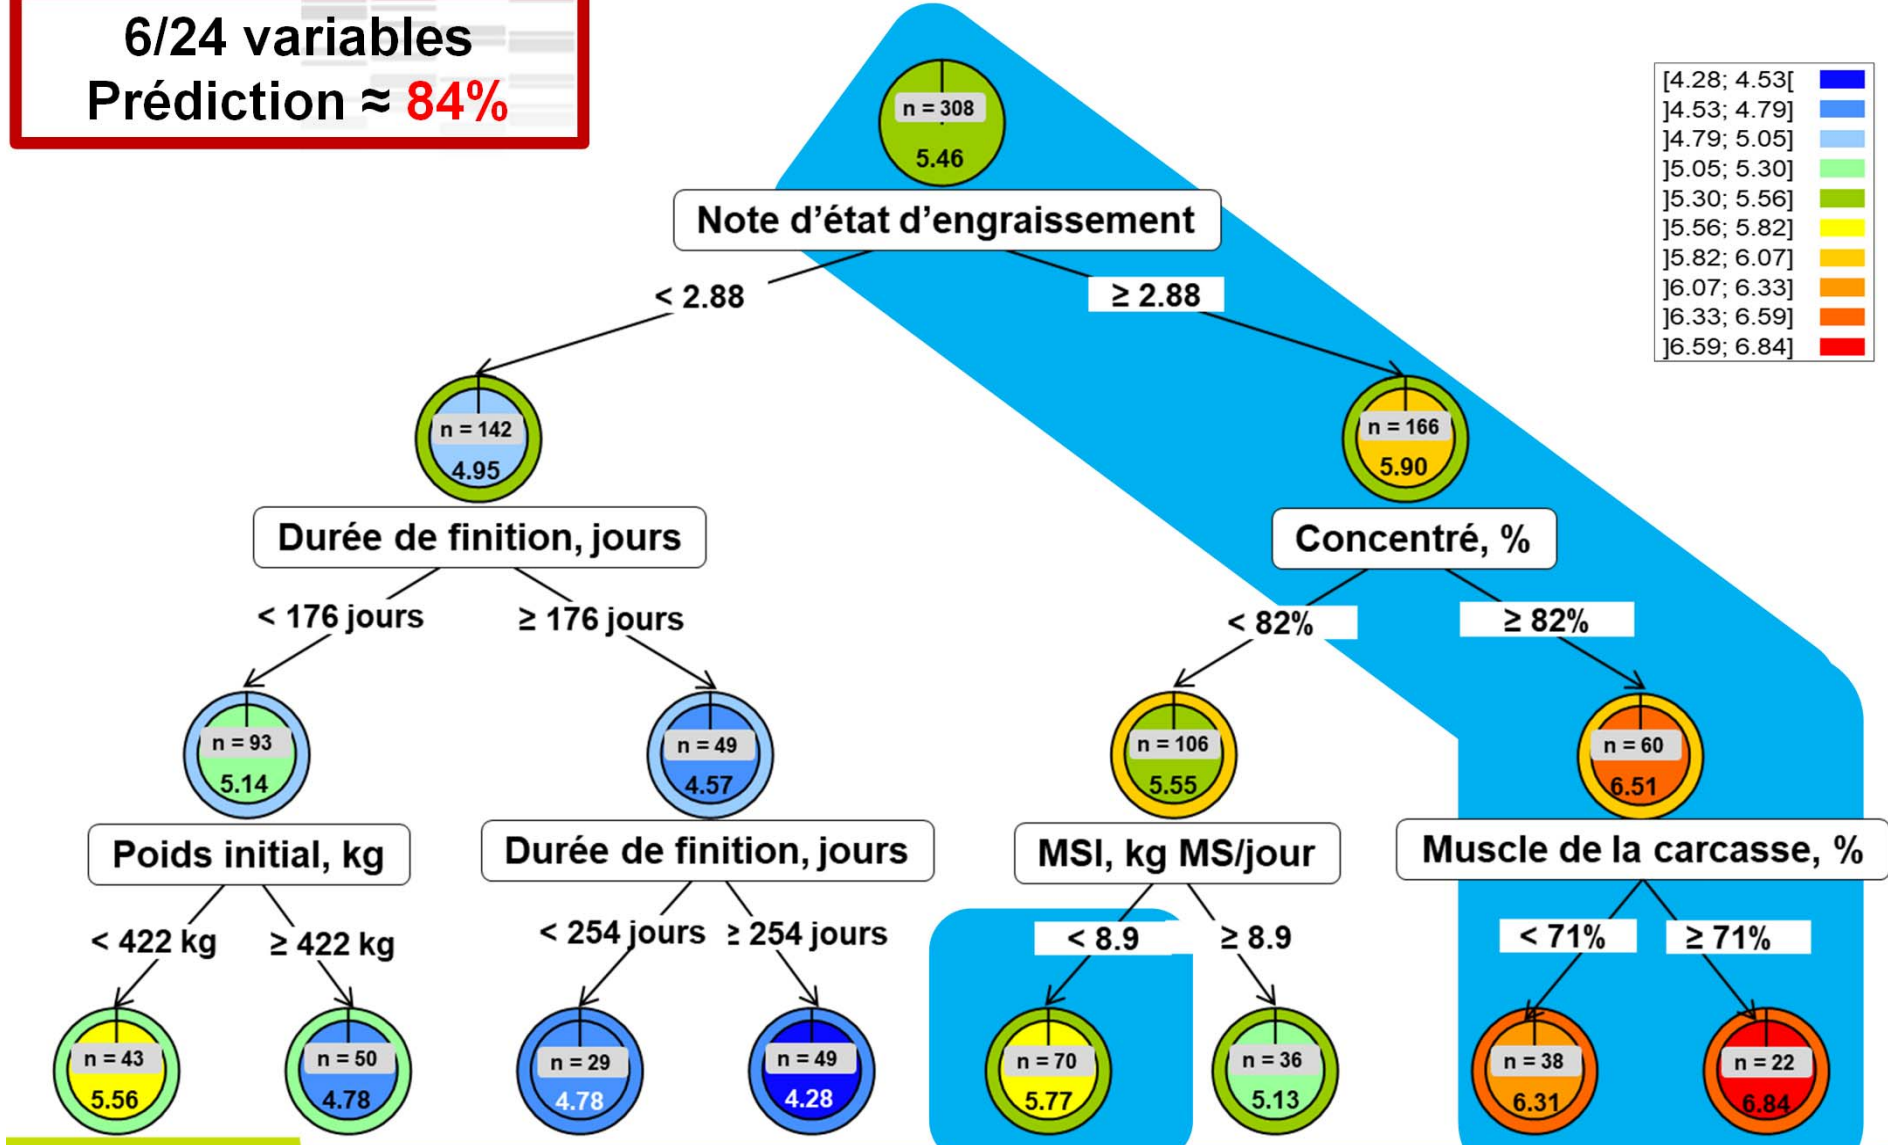 6/24 variables
Prédiction ≈ 84%
n = 308
5.46
[4.28; 4.53[
]4.53; 4.79]
]4.79; 5.05]
]5.05; 5.30]
]5.30; 5.56]
]5.56; 5.82]
]5.82; 6.07]
]6.07; 6.33]
]6.33; 6.59]
]6.59; 6.84]
Note d’état d’engraissement
< 2.88
≥ 2.88
n = 142
4.95
n = 166
5.90
Durée de finition, jours
Concentré, %
< 176 jours
≥ 176 jours
< 82%
≥ 82%
n = 93
5.14
n = 49
4.57
n = 106
5.55
n = 60
6.51
Poids initial, kg
Durée de finition, jours
MSI, kg MS/jour
Muscle de la carcasse, %
< 422 kg
≥ 422 kg
< 254 jours
≥ 254 jours
< 8.9
≥ 8.9
< 71%
≥ 71%
n = 43
5.56
n = 50
4.78
n = 29
4.78
n = 49
4.28
n = 70
5.77
n = 36
5.13
n = 38
6.31
n = 22
6.84